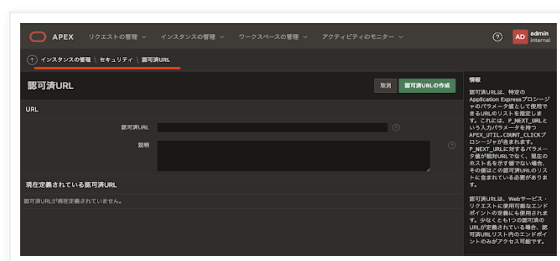 APEX
リクエストの管理
インスタンスの管理
ワークスペースの管理
アクティビティのモニター
AD
admin
internal
インスタンスの管理 \ セキュリティ \ 認可済URL
認可済URL
取消
認可済URLの作成
URL
認可済URL
説明
現在定義されている認可済URL
認可済URLが現在定義されていません。
情報
認可済URLは、特定の
Application Expressプロシージ
ャのパラメータ値として使用で
きるURLのリストを指定しま
す。これには、P_NEXT_URLと
いう入力パラメータを持つ
APEX_UTIL.COUNT_CLICKプ
ロシージャが含まれます。
P_NEXT_URLに対するパラメー
タ値が相対URLでなく、現在の
ホスト名を示す値でない場合、
その値はこの認可済URLのリス
トに含まれている必要がありま
す。
認可済URLは、Webサービス・
リクエストに使用可能なエンド
ポイントの定義にも使用されま
す。少なくとも1つの認可済の
URLが定義されている場合、認
可済URLリスト内のエンドポイ
ントのみがアクセス可能です。